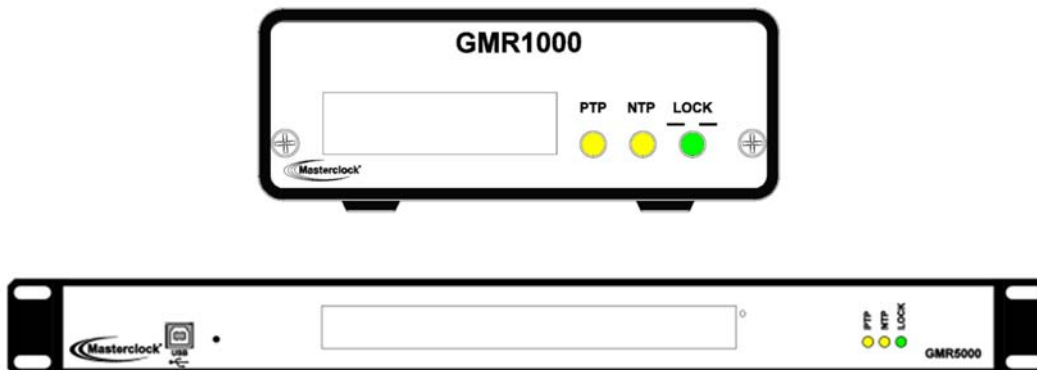 GMR1000
PTP NTP LOCK
Masterclock®
Masterclock®
USB
PTP
NTP
LOCK
GMR5000